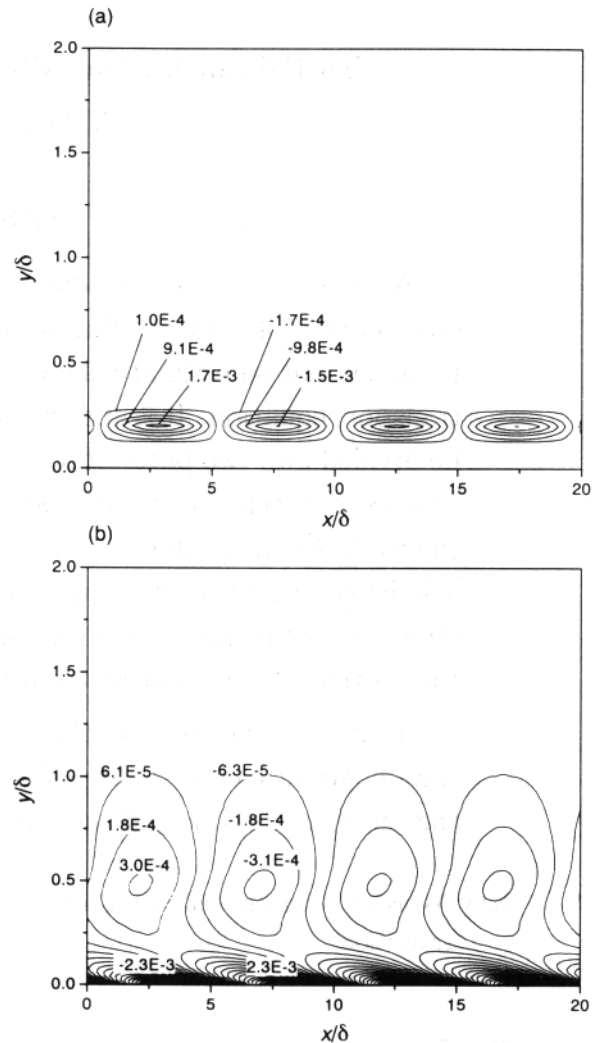 (a)
2.0
1.5
y/δ
1.0
1.0E-4
-1.7E-4
9.1E-4
-9.8E-4
1.7E-3
-1.5E-3
0.5
0.0
0 5 10 15 20
x/δ
(b)
2.0
1.5
y/δ
1.0
6.1E-5
-6.3E-5
1.8E-4
-1.8E-4
3.0E-4
-3.1E-4
0.5
-2.3E-3
2.3E-3
0.0
0 5 10 15 20
x/δ